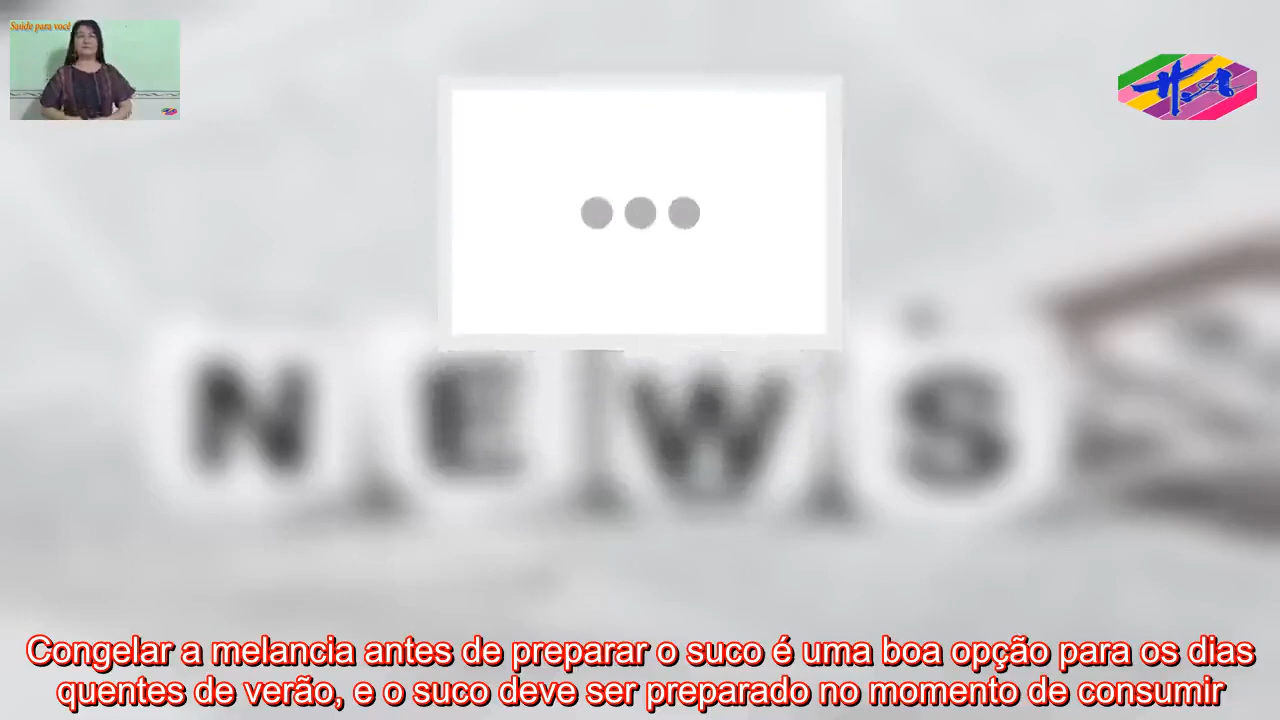 Saúde para você
HA
NEWS
Congelar a melancia antes de preparar o suco é uma boa opção para os dias
quentes de verão, e o suco deve ser preparado no momento de consumir